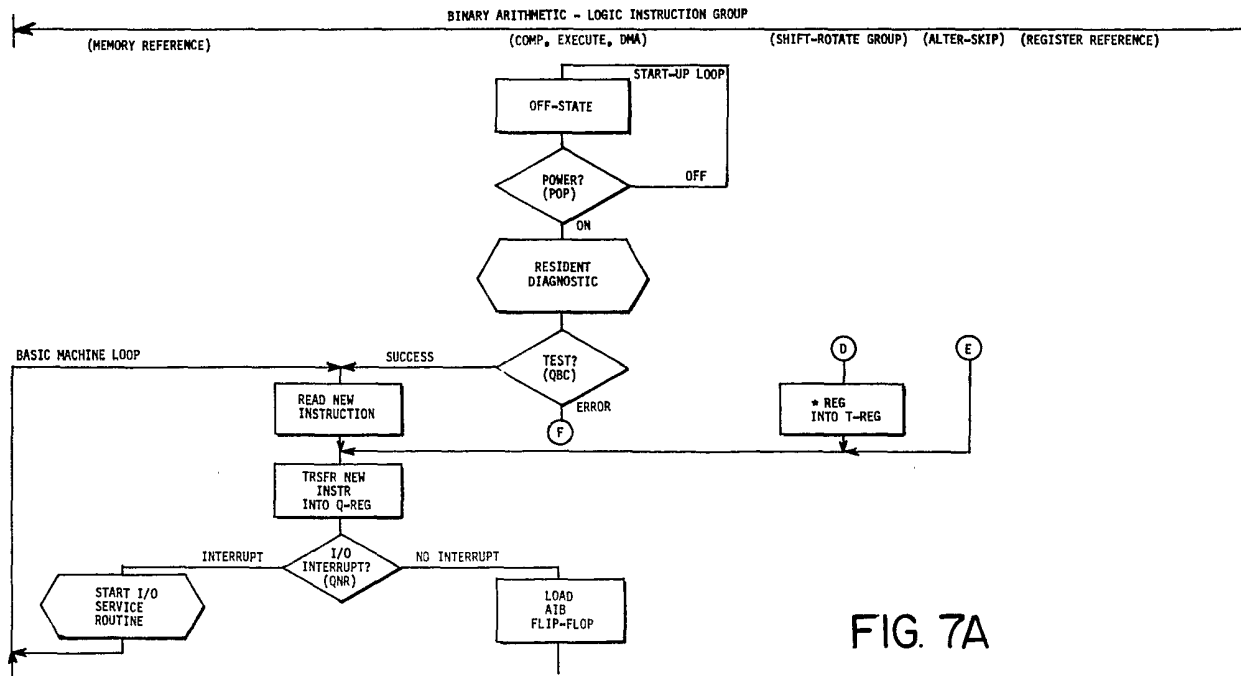 BINARY ARITHMETIC - LOGIC INSTRUCTION GROUP
(MEMORY REFERENCE)
(COMP, EXECUTE, DMA)
(SHIFT-ROTATE GROUP)
(ALTER-SKIP)
(REGISTER REFERENCE)
START-UP LOOP
OFF-STATE
POWER?
(POP)
OFF
ON
RESIDENT
DIAGNOSTIC
BASIC MACHINE LOOP
SUCCESS
TEST?
(QBC)
ERROR
F
D
E
READ NEW
INSTRUCTION
* REG
INTO T-REG
TRSFR NEW
INSTR
INTO Q-REG
INTERRUPT
I/O
INTERRUPT?
(QNR)
NO INTERRUPT
START I/O
SERVICE
ROUTINE
LOAD
AIB
FLIP-FLOP
FIG. 7A